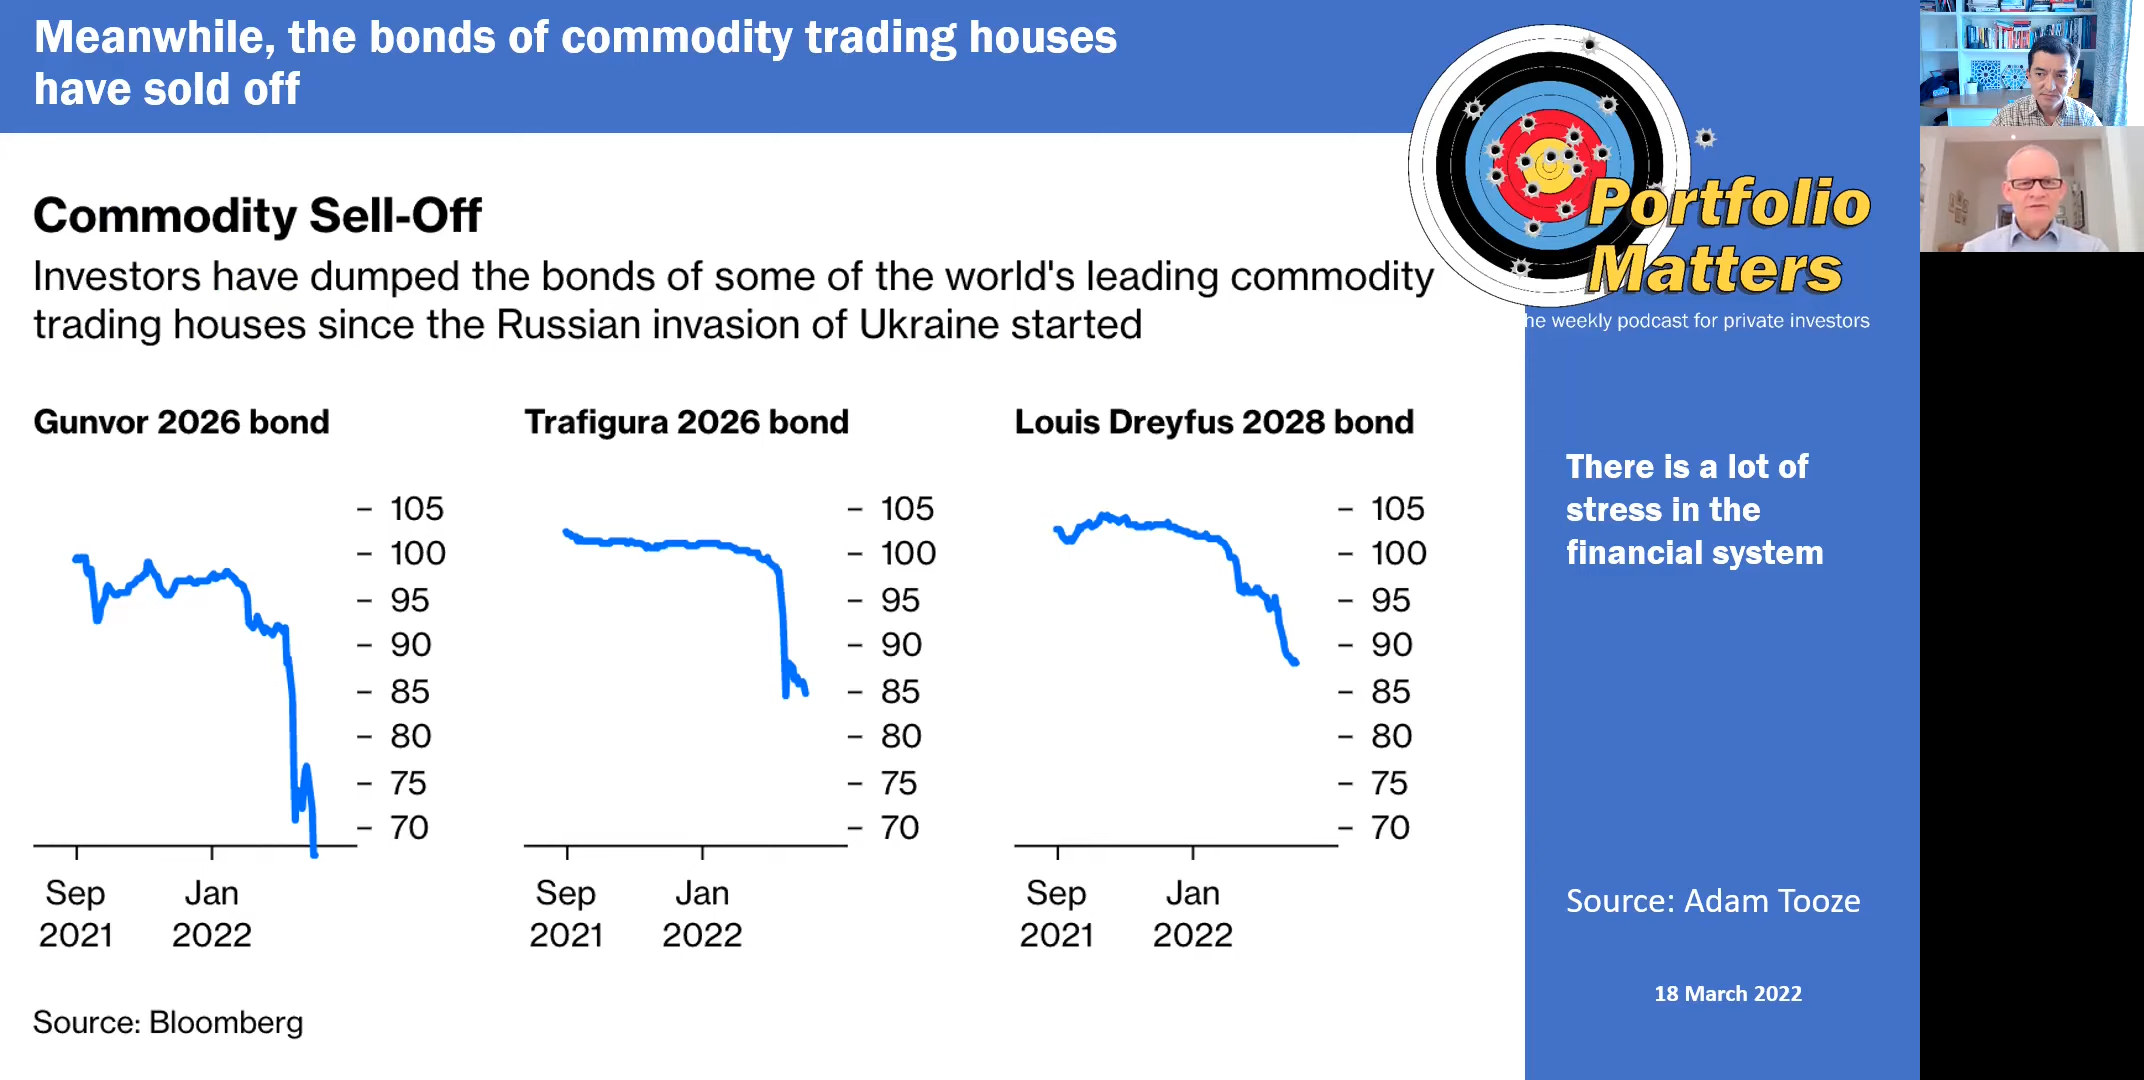 Meanwhile, the bonds of commodity trading houses
have sold off
Portfolio
Matters
he weekly podcast for private investors
Commodity Sell-Off
Investors have dumped the bonds of some of the world's leading commodity
trading houses since the Russian invasion of Ukraine started
Gunvor 2026 bond
105
100
95
90
85
80
75
70
Sep
2021
Jan
2022
Trafigura 2026 bond
105
100
95
90
85
80
75
70
Sep
2021
Jan
2022
Louis Dreyfus 2028 bond
105
100
95
90
85
80
75
70
Sep
2021
Jan
2022
Source: Bloomberg
There is a lot of
stress in the
financial system
Source: Adam Tooze
18 March 2022